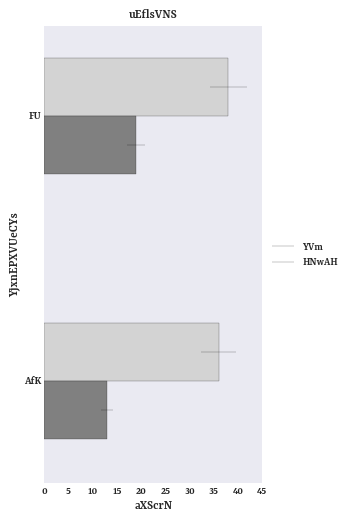 uEflsVNS
FU
AfK
YjxnEPXVUeCYs
YVm
HNwAH
0 5 10 15 20 25 30 35 40 45
aXScrN